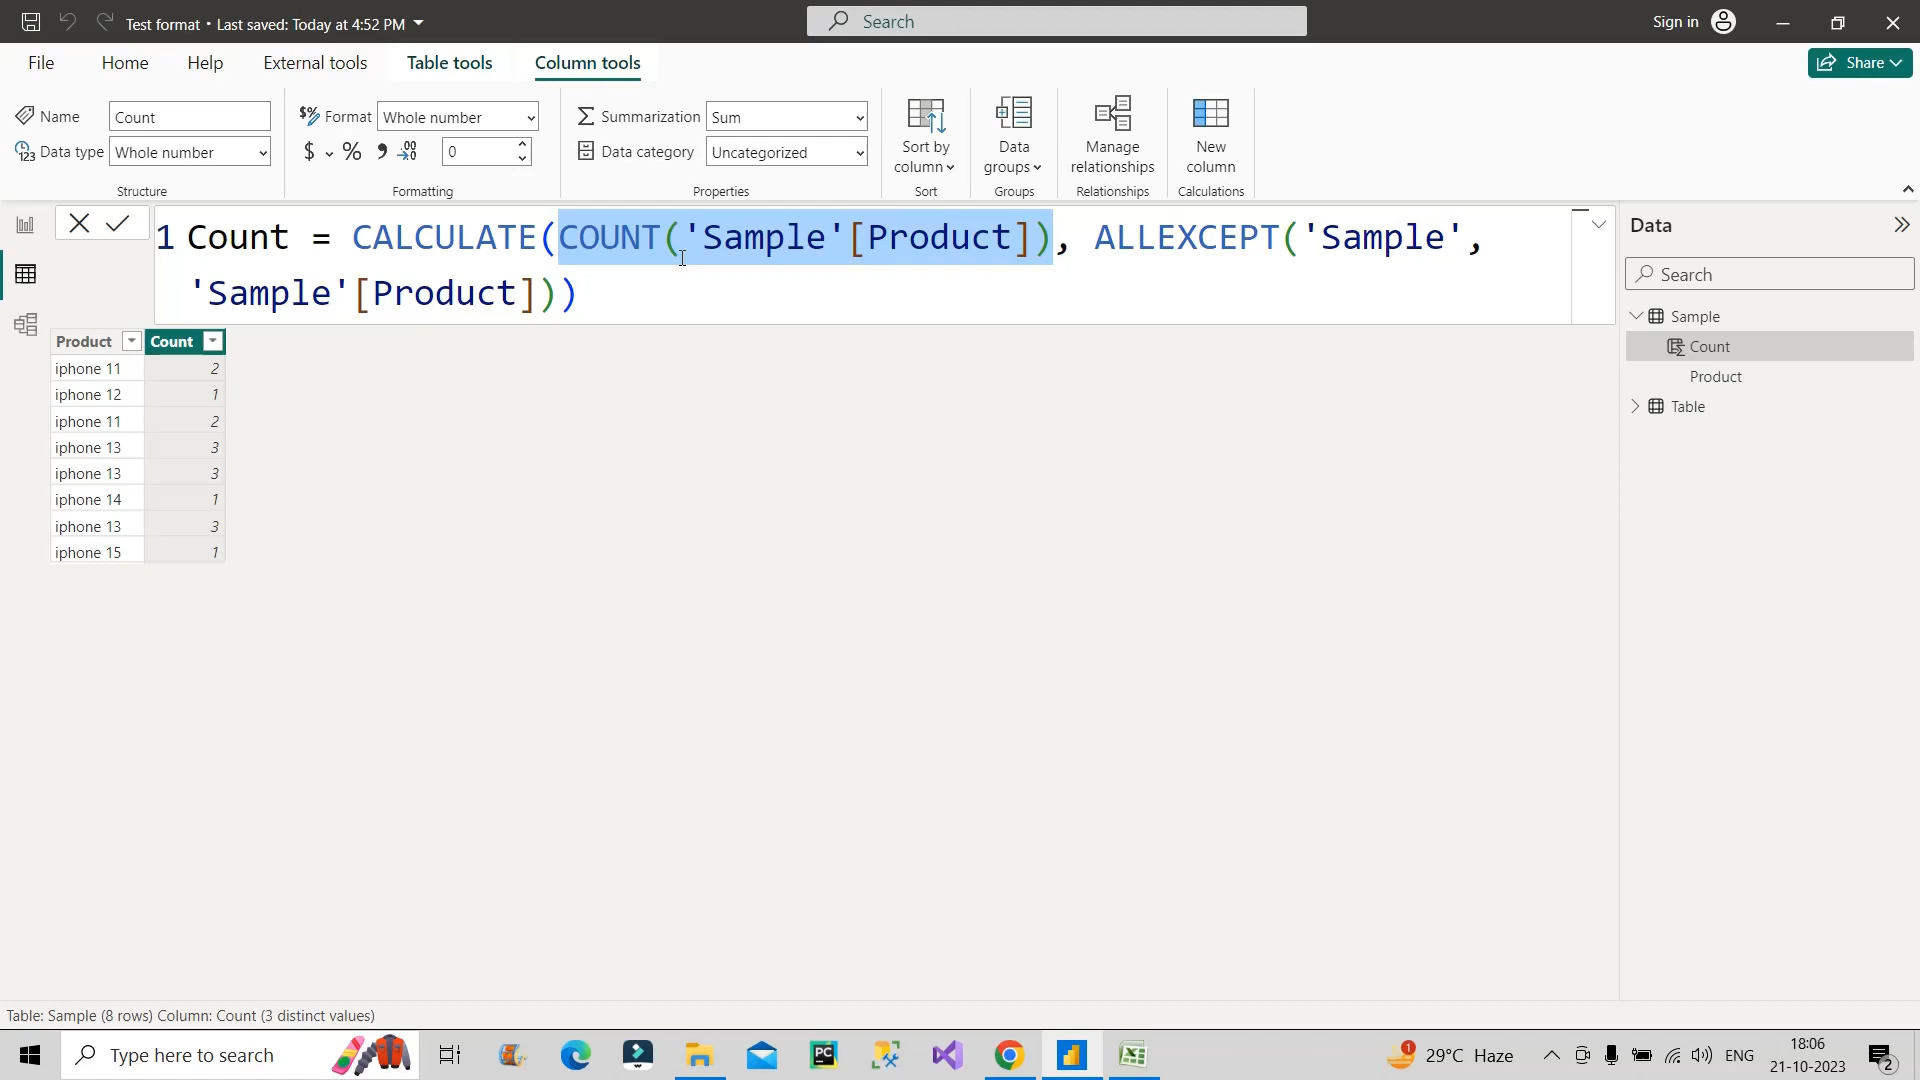 Test format • Last saved: Today at 4:52 PM
Search
Sign in
File Home Help External tools Table tools Column tools
Share
Name Count
Data type Whole number
Structure
Format Whole number
$ % 0
Formatting
Summarization Sum
Data category Uncategorized
Properties
Sort by
column
Sort
Data
groups
Groups
Manage
relationships
Relationships
New
column
Calculations
1 Count = CALCULATE(COUNT('Sample'[Product]), ALLEXCEPT('Sample',
'Sample'[Product]))
Product Count
iphone 11 2
iphone 12 1
iphone 11 2
iphone 13 3
iphone 13 3
iphone 14 1
iphone 13 3
iphone 15 1
Data
Search
Sample
Count
Product
Table
Table: Sample (8 rows) Column: Count (3 distinct values)
Type here to search
PC
1
29°C Haze
ENG
18:06
21-10-2023
2